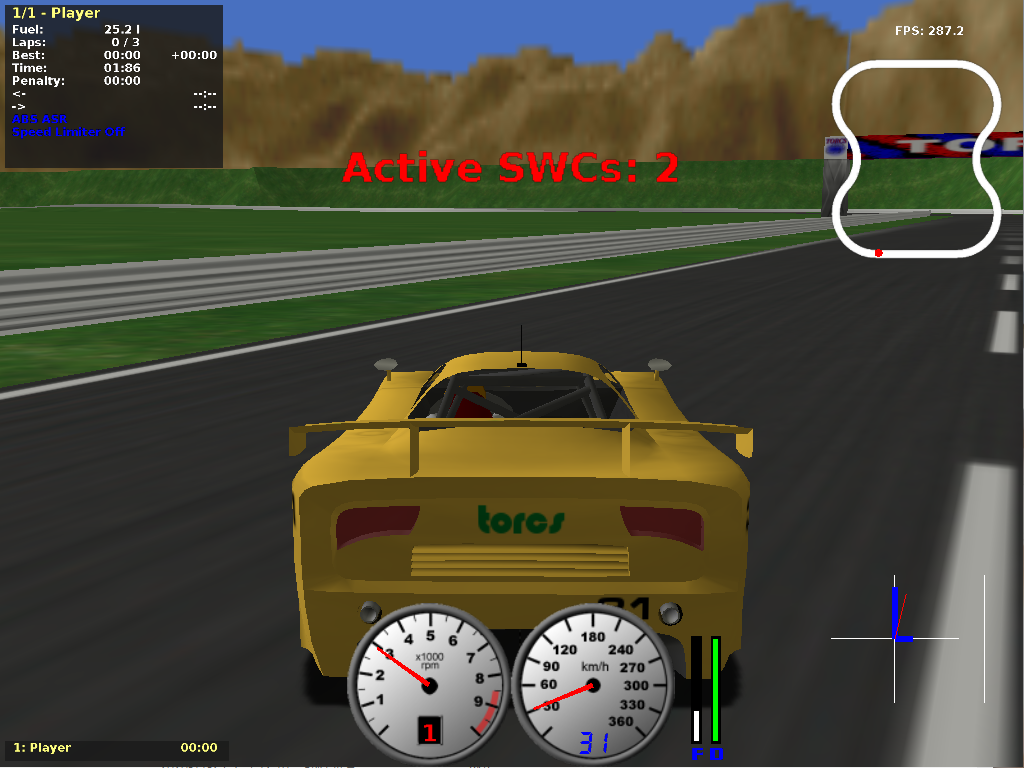 1/1 - Player
Fuel: 25.2 l
Laps: 0 / 3
Best: 00:00 +00:00
Time: 01:86
Penalty: 00:00
<- --:--
-> --:--
ABS ASR
Speed Limiter Off
FPS: 287.2
TORCS
TOR
Active SWCs: 2
torcs
31
1 2 3 4 5 6 7 8 9
x1000
rpm
1
30 60 90 120 180 240 270 300 330 360
km/h
31
F D
1: Player 00:00